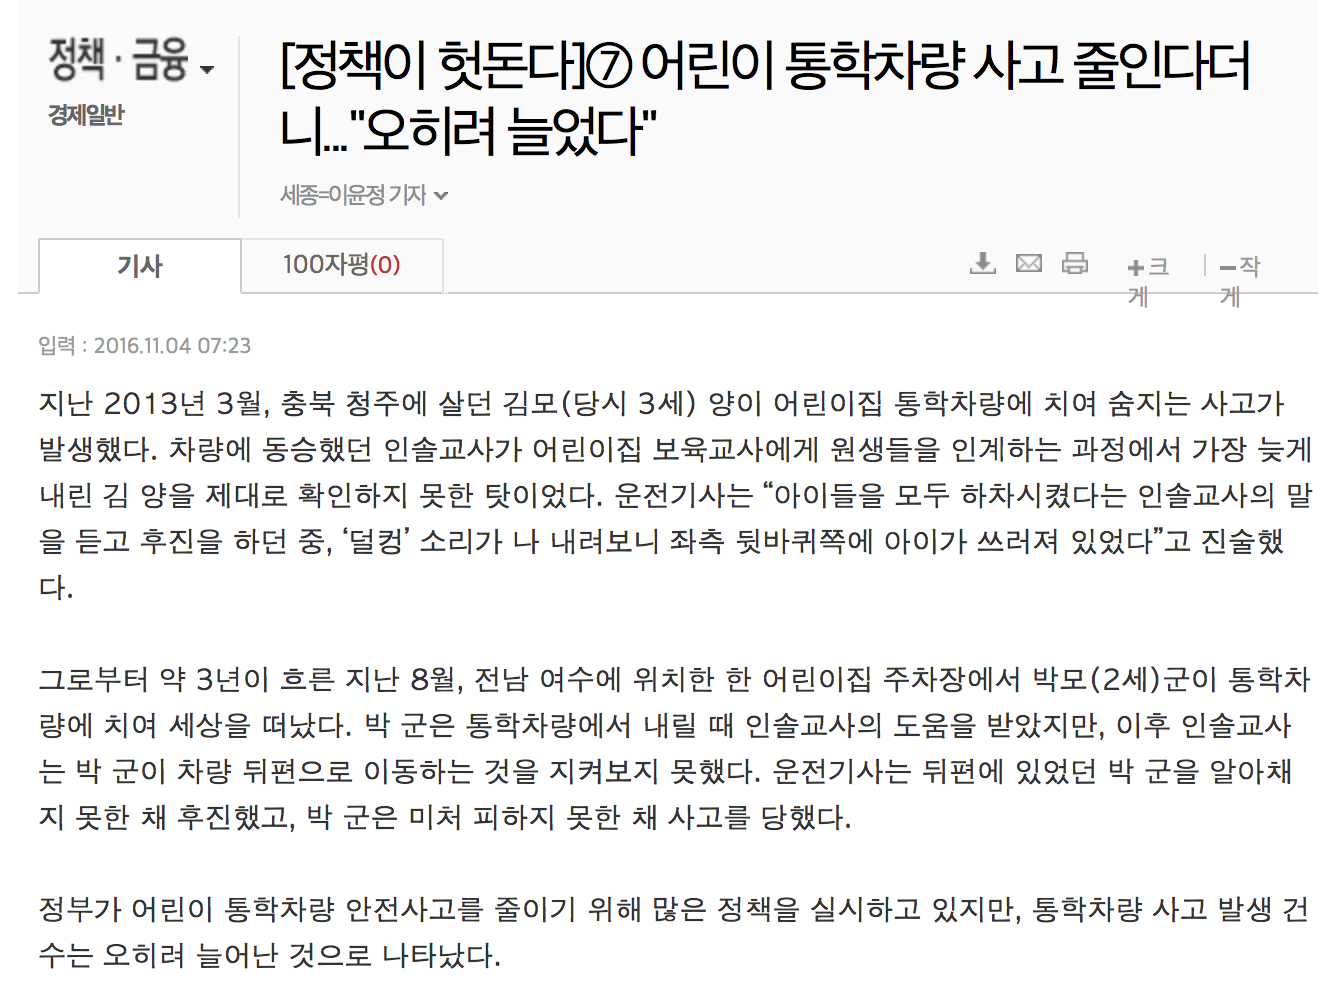 정책 · 금융
경제일반
[정책이 헛돈다]⑦ 어린이 통학차량 사고 줄인다더
니..."오히려 늘었다"
세종=이윤정 기자
기사
100자평(0)
+크
게
−작
게
입력 : 2016.11.04 07:23
지난 2013년 3월, 충북 청주에 살던 김모(당시 3세) 양이 어린이집 통학차량에 치여 숨지는 사고가
발생했다. 차량에 동승했던 인솔교사가 어린이집 보육교사에게 원생들을 인계하는 과정에서 가장 늦게
내린 김 양을 제대로 확인하지 못한 탓이었다. 운전기사는 “아이들을 모두 하차시켰다는 인솔교사의 말
을 듣고 후진을 하던 중, ‘덜컹’ 소리가 나 내려보니 좌측 뒷바퀴쪽에 아이가 쓰러져 있었다”고 진술했
다.
그로부터 약 3년이 흐른 지난 8월, 전남 여수에 위치한 한 어린이집 주차장에서 박모(2세)군이 통학차
량에 치여 세상을 떠났다. 박 군은 통학차량에서 내릴 때 인솔교사의 도움을 받았지만, 이후 인솔교사
는 박 군이 차량 뒤편으로 이동하는 것을 지켜보지 못했다. 운전기사는 뒤편에 있었던 박 군을 알아채
지 못한 채 후진했고, 박 군은 미처 피하지 못한 채 사고를 당했다.
정부가 어린이 통학차량 안전사고를 줄이기 위해 많은 정책을 실시하고 있지만, 통학차량 사고 발생 건
수는 오히려 늘어난 것으로 나타났다.